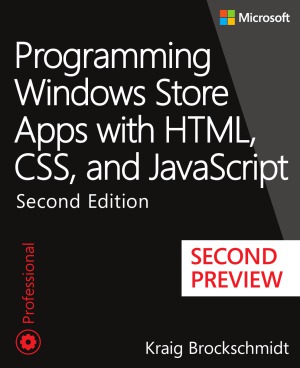 Microsoft
Programming
Windows Store
Apps with HTML,
CSS, and JavaScript
Second Edition
SECOND
PREVIEW
Professional
Kraig Brockschmidt